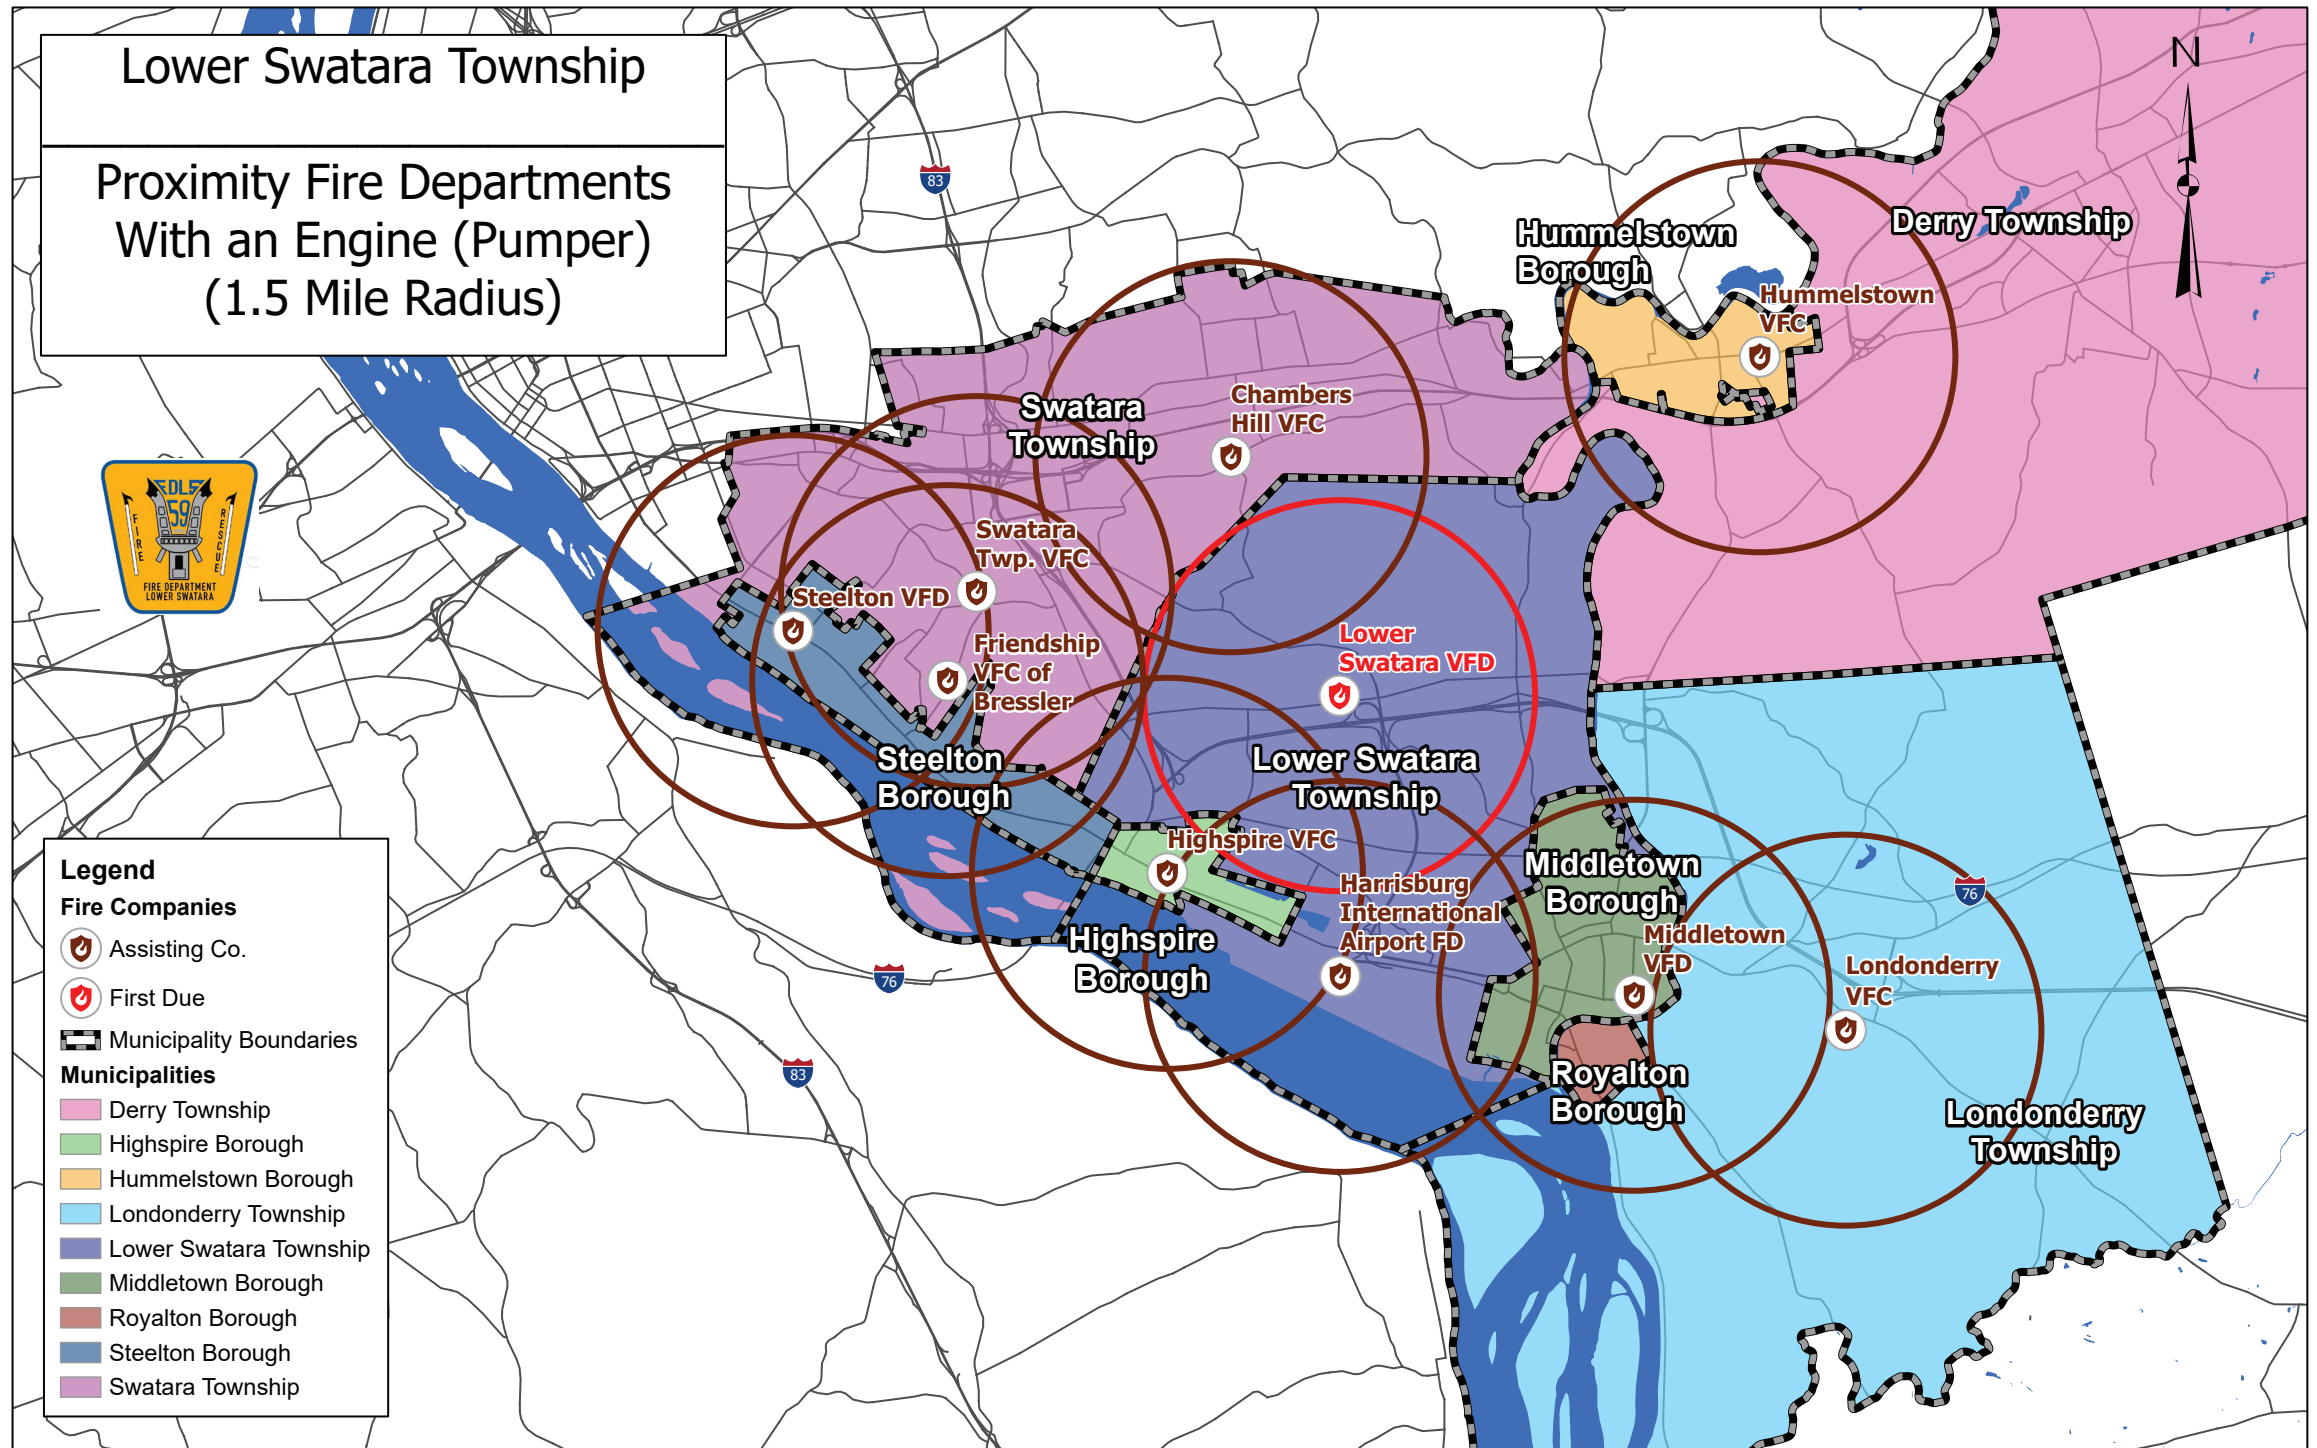 Lower Swatara Township
Proximity Fire Departments
With an Engine (Pumper)
(1.5 Mile Radius)
N
83
Derry Township
Hummelstown
Borough
Hummelstown
VFC
Chambers
Hill VFC
Swatara
Township
Swatara
Twp. VFC
Steelton VFD
Friendship
VFC of
Bressler
Lower
Swatara VFD
Steelton
Borough
Lower Swatara
Township
Highspire VFC
Harrisburg
International
Airport FD
Highspire
Borough
Middletown
Borough
Middletown
VFD
76
Londonderry
VFC
Royalton
Borough
Londonderry
Township
76
83
59
FIRE
RESCUE
FIRE DEPARTMENT
LOWER SWATARA
Legend
Fire Companies
Assisting Co.
First Due
Municipality Boundaries
Municipalities
Derry Township
Highspire Borough
Hummelstown Borough
Londonderry Township
Lower Swatara Township
Middletown Borough
Royalton Borough
Steelton Borough
Swatara Township